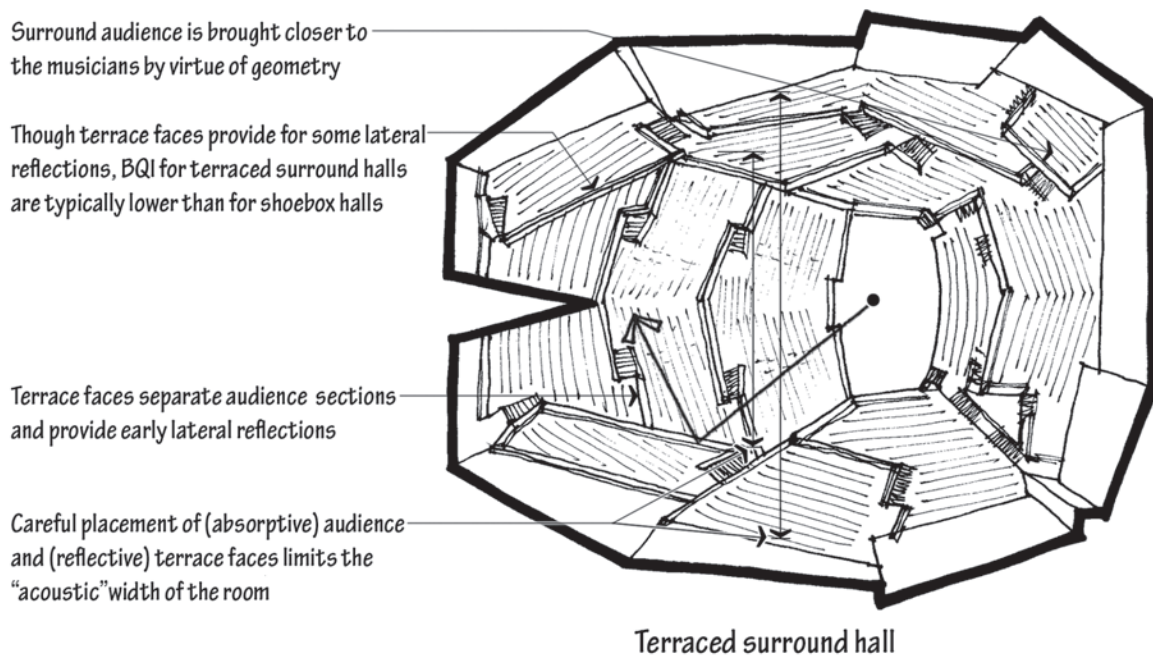 Surround audience is brought closer to
the musicians by virtue of geometry
Though terrace faces provide for some lateral
reflections, BQI for terraced surround halls
are typically lower than for shoebox halls
Terrace faces separate audience sections
and provide early lateral reflections
Careful placement of (absorptive) audience
and (reflective) terrace faces limits the
“acoustic” width of the room
Terraced surround hall